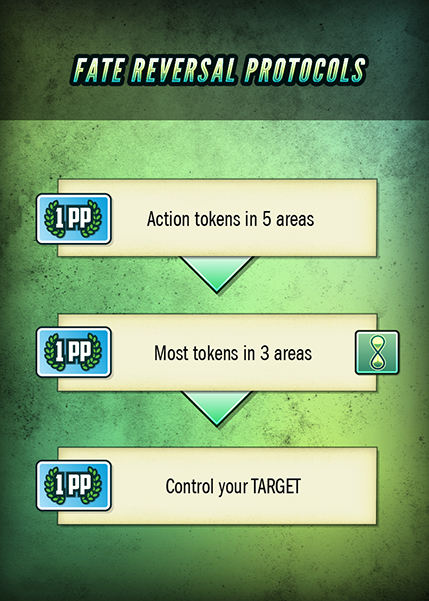 FATE REVERSAL PROTOCOLS
1 PP
Action tokens in 5 areas
1 PP
Most tokens in 3 areas
1 PP
Control your TARGET